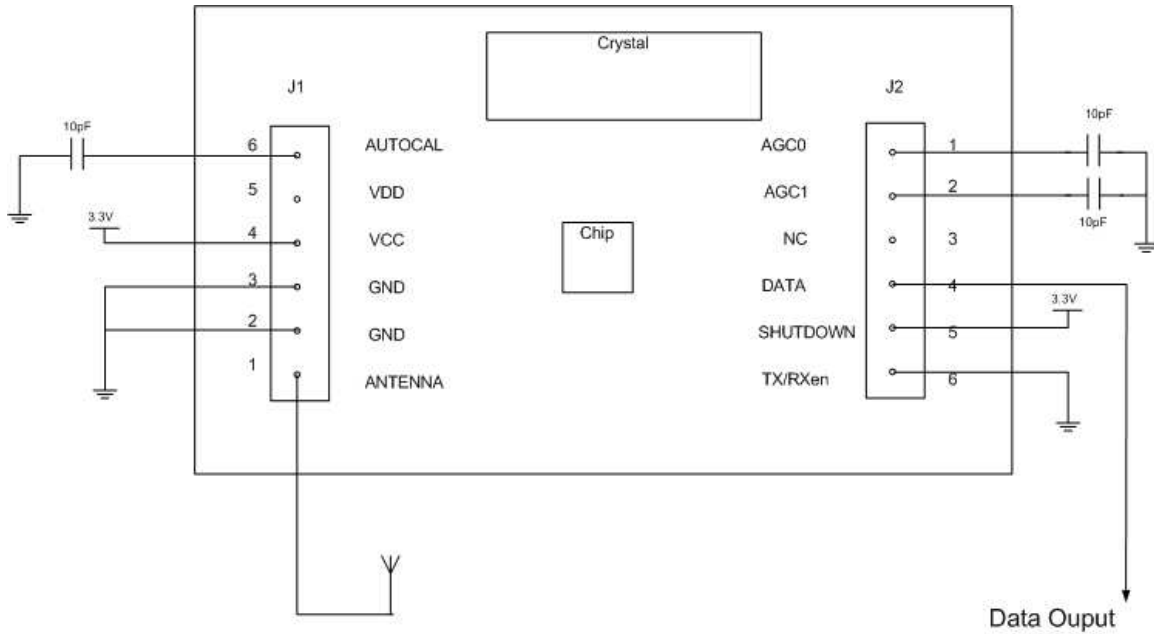 Crystal
J1
J2
10pF
6
AUTOCAL
AGC0
1
10pF
5
VDD
AGC1
2
10pF
3.3V
4
VCC
Chip
NC
3
3
GND
DATA
4
3.3V
2
GND
SHUTDOWN
5
1
ANTENNA
TX/RXen
6
Data Ouput